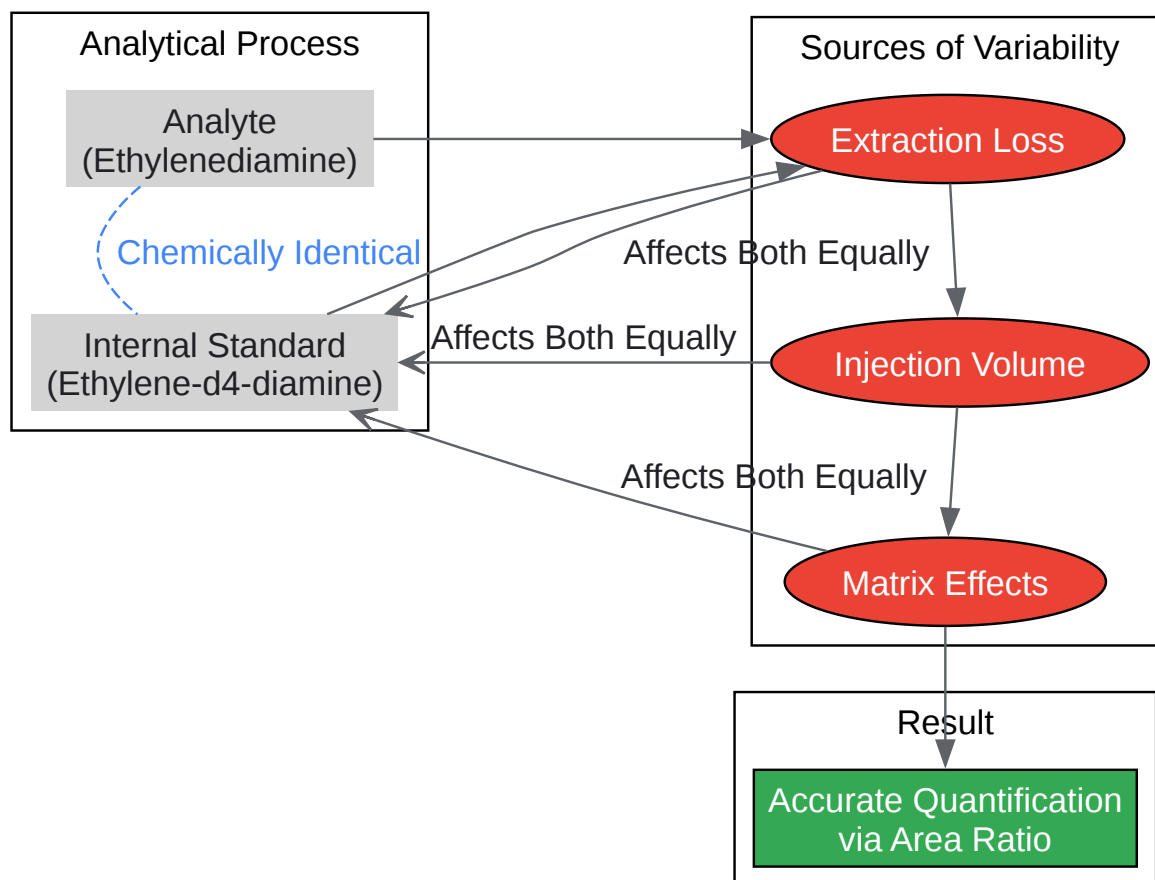 Analytical Process
Analyte
(Ethylenediamine)
Chemically Identical
Internal Standard
(Ethylene-d4-diamine)
Sources of Variability
Extraction Loss
Affects Both Equally
Affects Both Equally
Injection Volume
Affects Both Equally
Matrix Effects
Result
Accurate Quantification
via Area Ratio